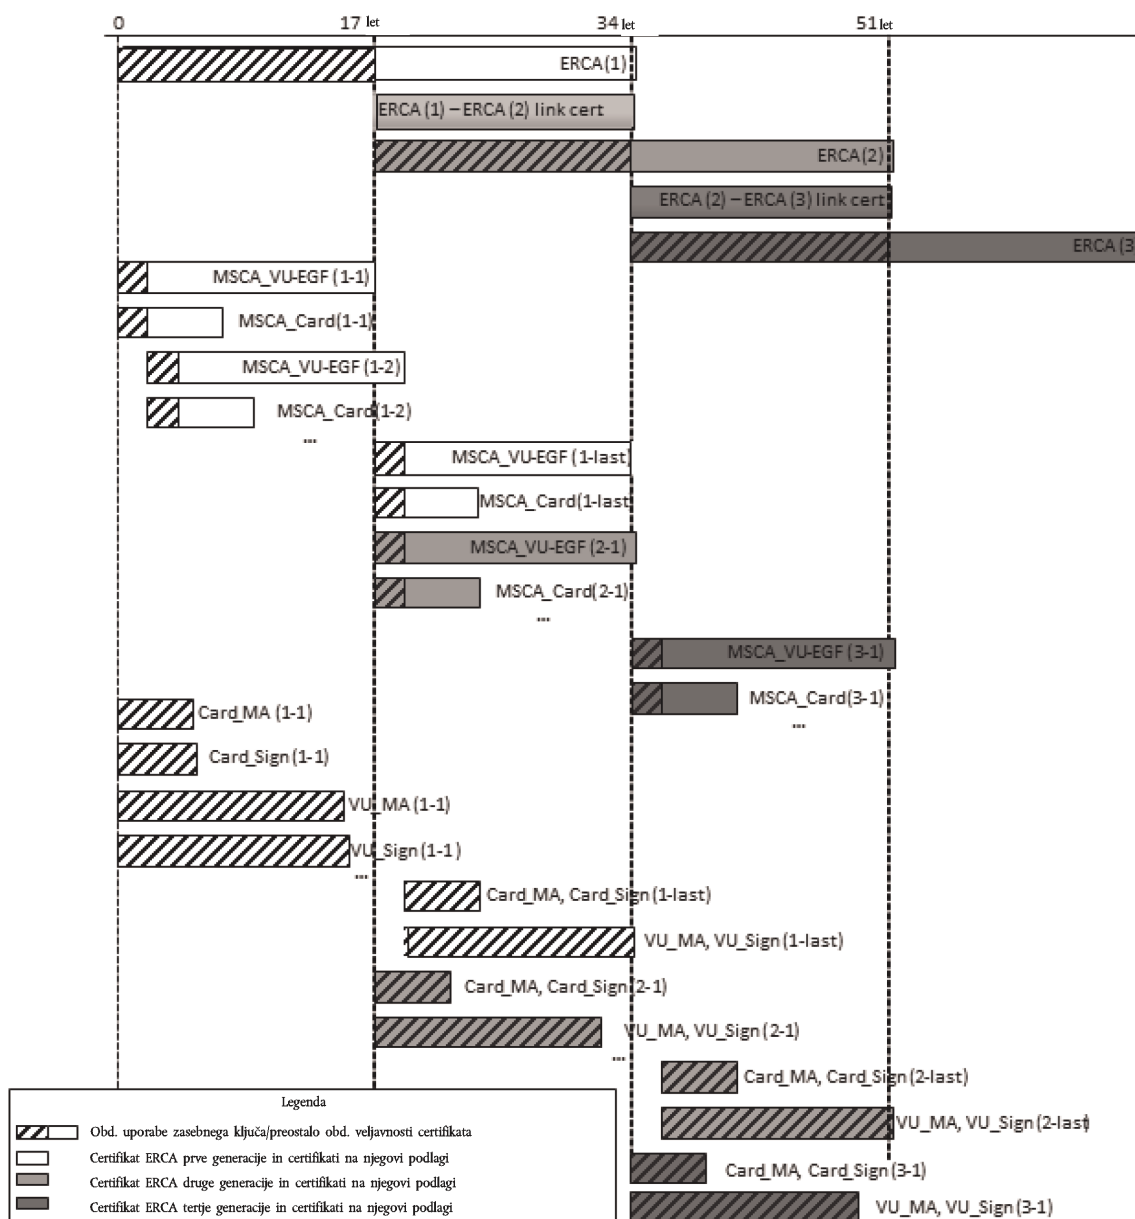 0 17 let 34 let 51 let
ERCA (1)
ERCA (1) – ERCA (2) link cert
ERCA (2)
ERCA (2) – ERCA (3) link cert
ERCA (3
MSCA_VU-EGF (1-1)
MSCA_Card(1-1)
MSCA_VU-EGF (1-2)
MSCA_Card(1-2)
...
MSCA_VU-EGF (1-last)
MSCA_Card(1-last
MSCA_VU-EGF (2-1)
MSCA_Card(2-1)
...
MSCA_VU-EGF (3-1)
MSCA_Card(3-1)
...
Card_MA (1-1)
Card_Sign (1-1)
VU_MA (1-1)
VU_Sign (1-1)
...
Card_MA, Card_Sign (1-last)
VU_MA, VU_Sign (1-last)
Card_MA, Card_Sign (2-1)
VU_MA, VU_Sign (2-1)
...
Card_MA, Card_Sign (2-last)
VU_MA, VU_Sign (2-last)
Card_MA, Card_Sign (3-1)
VU_MA, VU_Sign (3-1)
Legenda
Obd. uporabe zasebnega ključa/preostalo obd. veljavnosti certifikata
Certifikat ERCA prve generacije in certifikati na njegovi podlagi
Certifikat ERCA druge generacije in certifikati na njegovi podlagi
Certifikat ERCA tertje generacije in certifikati na njegovi podlagi